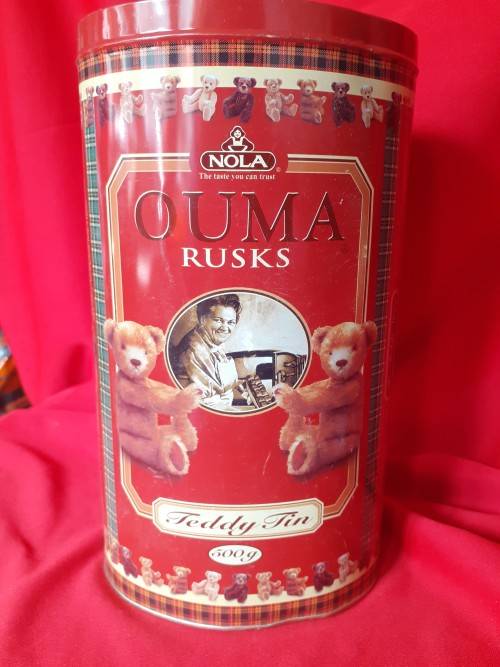 NOLA
The taste you can trust
OUMA
RUSKS
Teddy Tin
500g